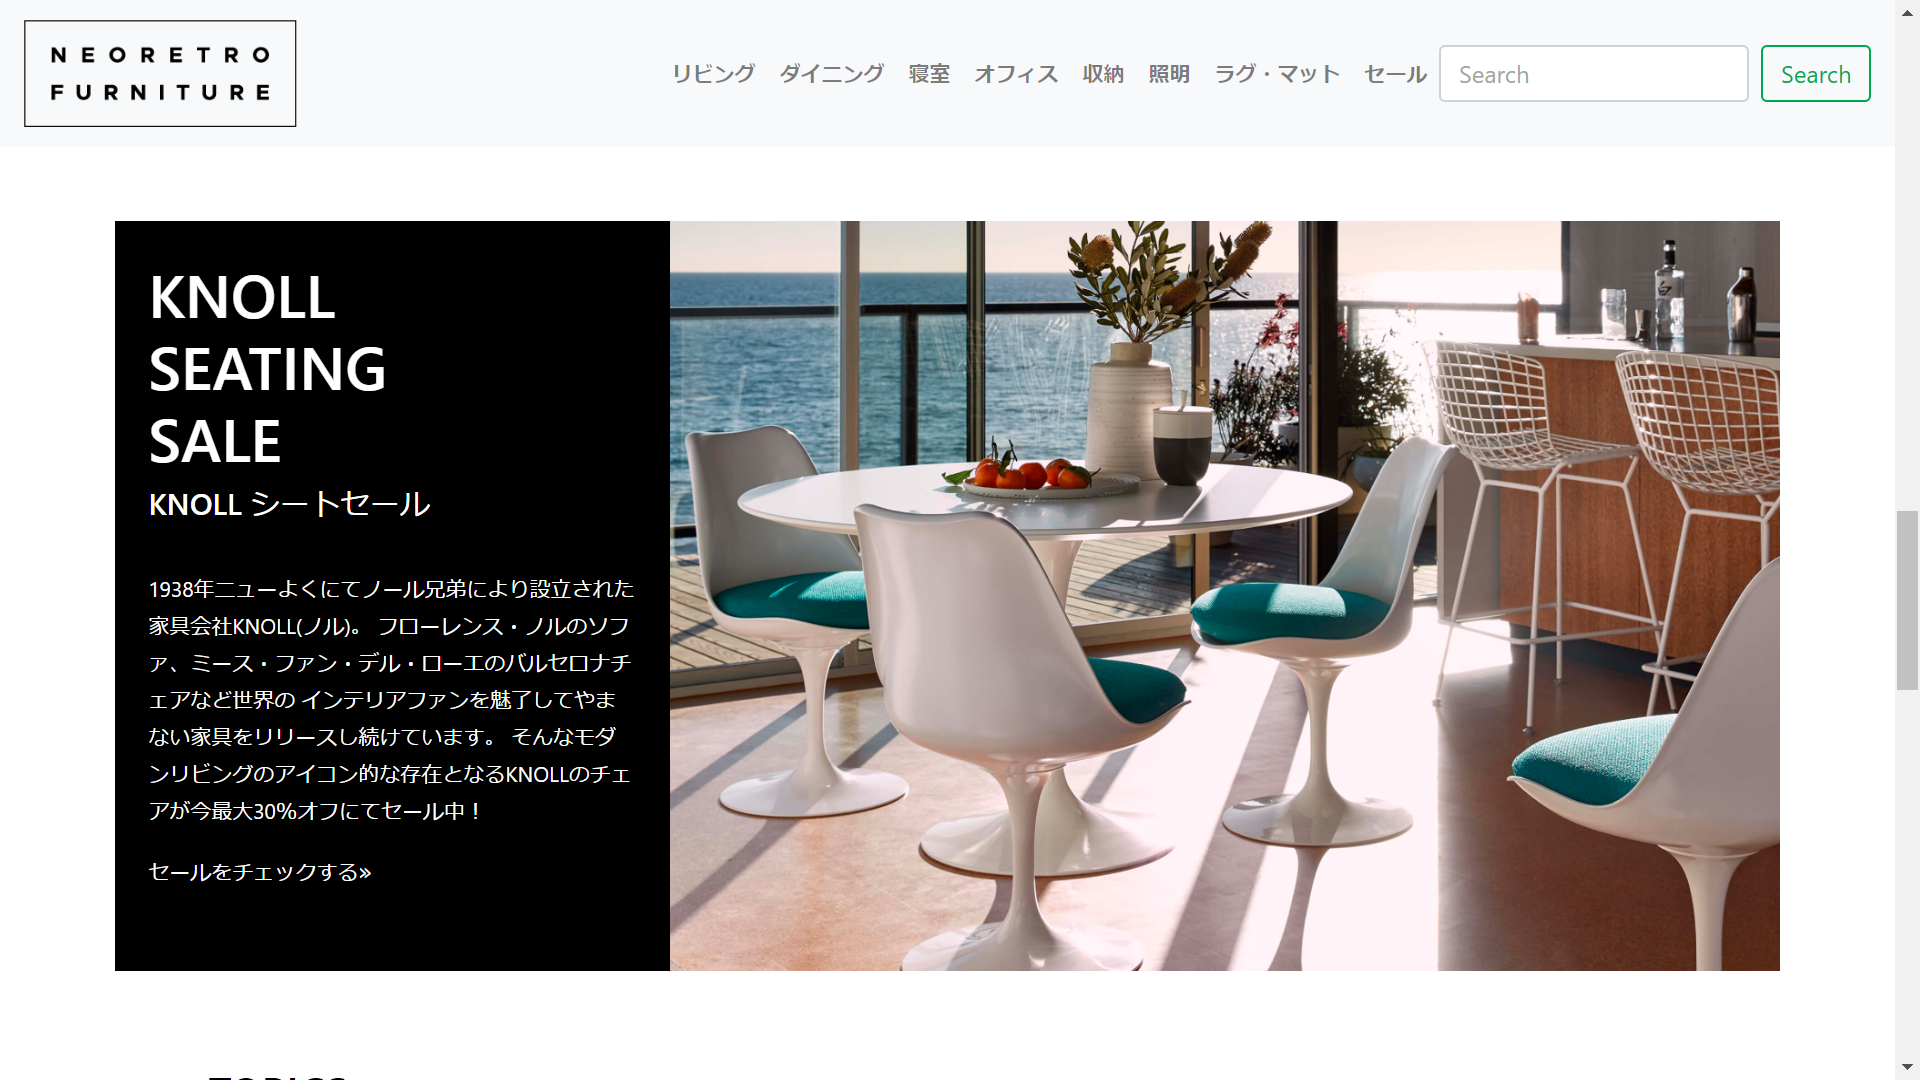 NEORETRO
FURNITURE
リビング ダイニング 寝室 オフィス 収納 照明 ラグ・マット セール Search Search
KNOLL
SEATING
SALE
KNOLL シートセール
1938年ニューよくにてノール兄弟により設立された
家具会社KNOLL(ノル)。 フローレンス・ノルのソフ
ァ、ミース・ファン・デル・ローエのバルセロナチ
ェアなど世界の インテリアファンを魅了してやま
ない家具をリリースし続けています。 そんなモダ
ンリビングのアイコン的な存在となるKNOLLのチェ
アが今最大30%オフにてセール中！
セールをチェックする»
TOPICS